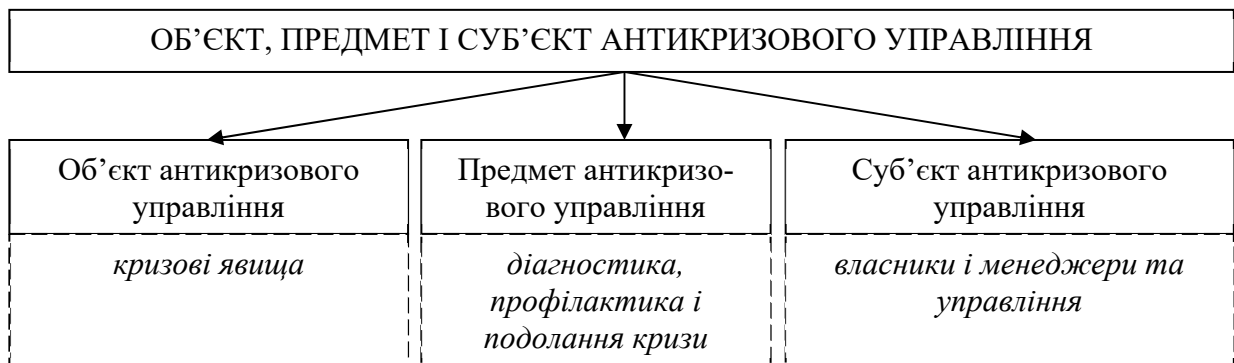 ОБ’ЄКТ, ПРЕДМЕТ І СУБ’ЄКТ АНТИКРИЗОВОГО УПРАВЛІННЯ
Об’єкт антикризового
управління
кризові явища
Предмет антикризо-
вого управління
діагностика,
профілактика і
подолання кризи
Суб’єкт антикризового
управління
власники і менеджери та
управління